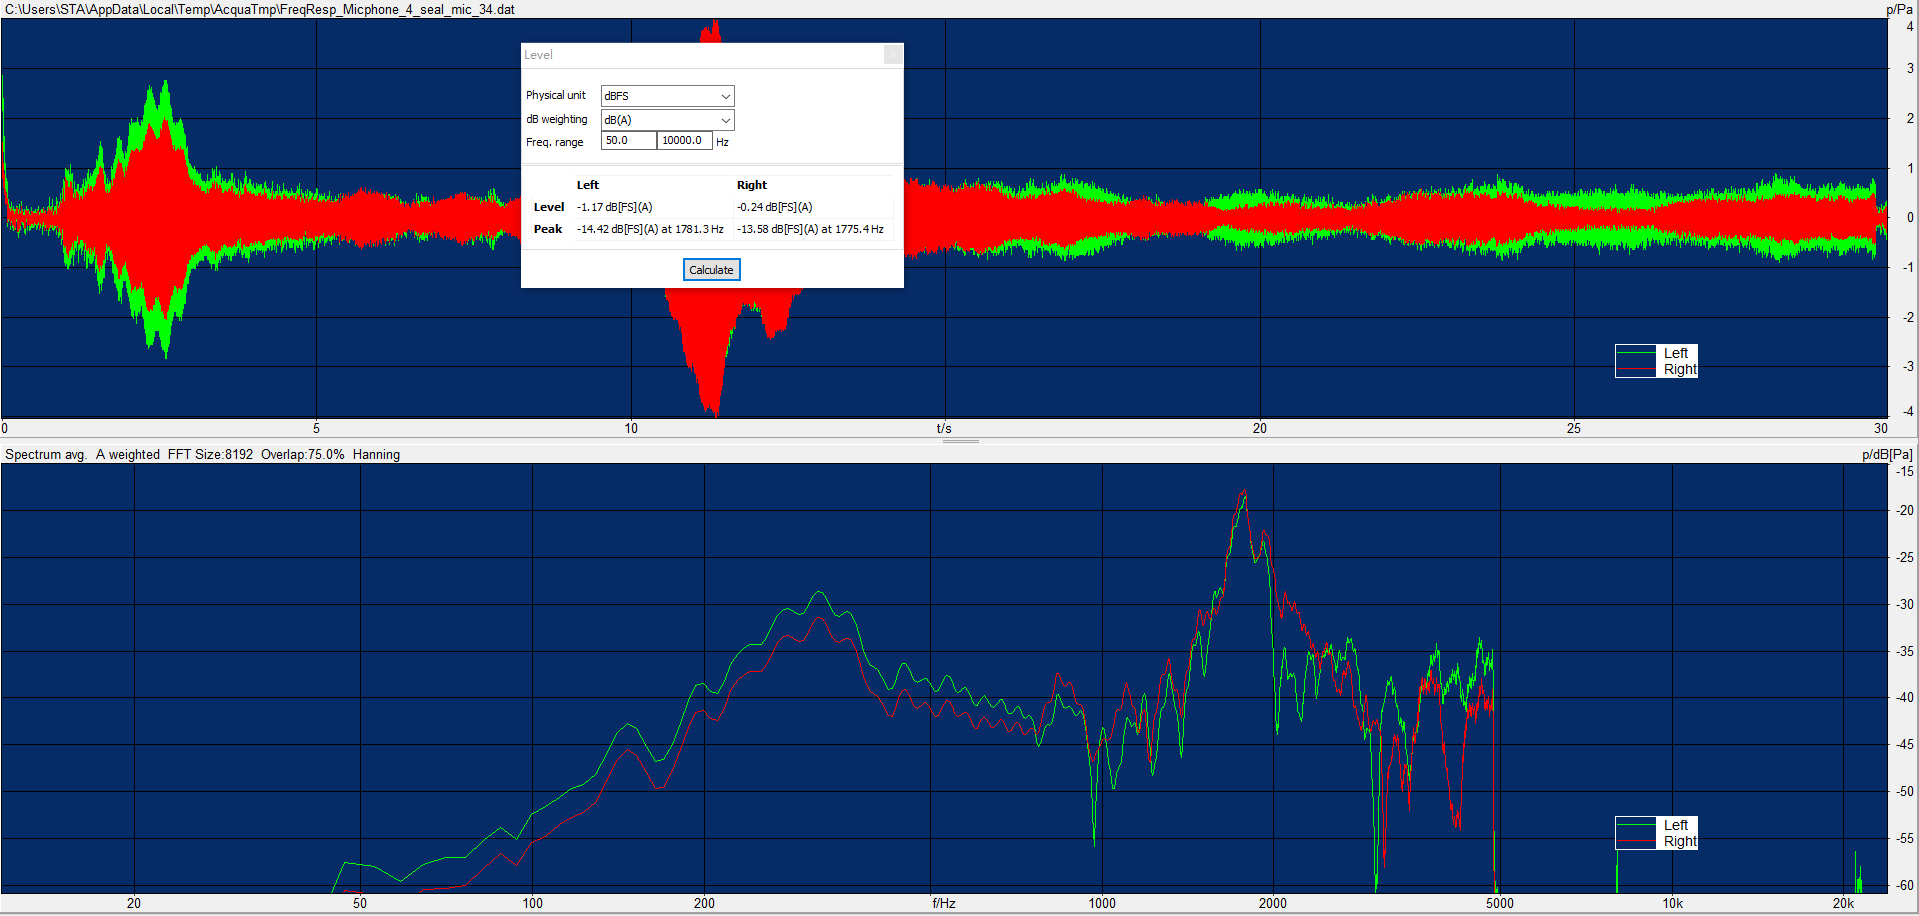 C:\Users\STA\AppData\Local\Temp\AcquaTmp\FreqResp_Micphone_4_seal_mic_34.dat
p/Pa
4
3
2
1
0
-1
-2
-3
-4
Level
Physical unit dBFS
dB weighting dB(A)
Freq. range 50.0 10000.0 Hz
Left Right
Level -1.17 dB[FS](A) -0.24 dB[FS](A)
Peak -14.42 dB[FS](A) at 1781.3 Hz -13.58 dB[FS](A) at 1775.4 Hz
Calculate
Left
Right
0 5 10 t/s 20 25 30
Spectrum avg. A weighted FFT Size:8192 Overlap:75.0% Hanning
p/dB[Pa]
-15
-20
-25
-30
-35
-40
-45
-50
-55
-60
Left
Right
20 50 100 200 f/Hz 1000 2000 5000 10k 20k